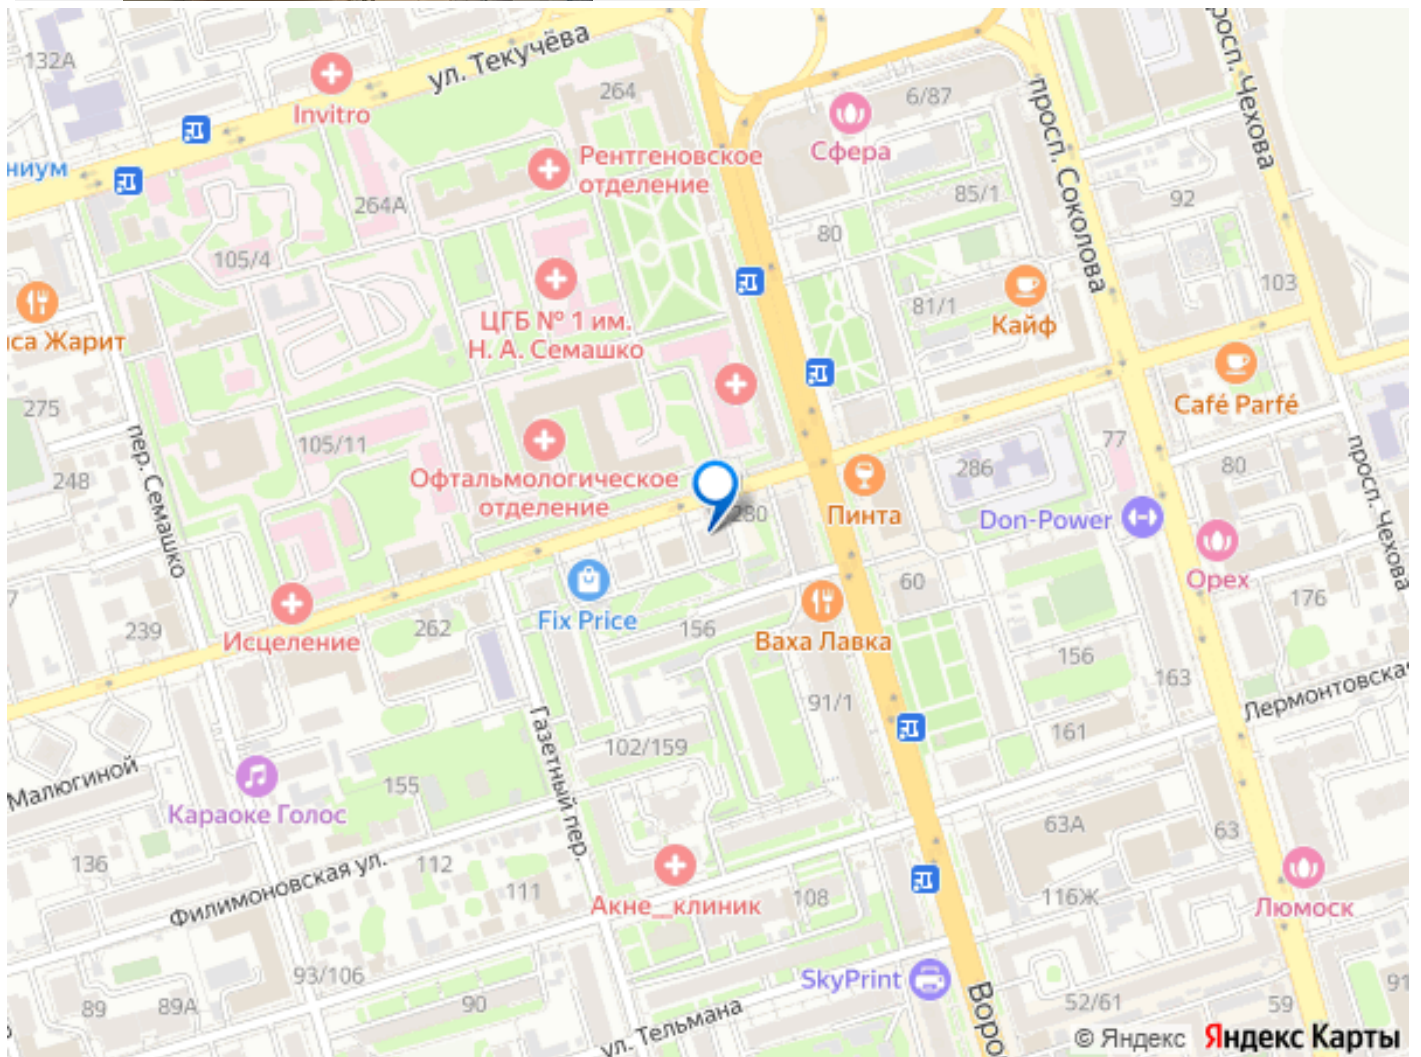 132А
ул. Текучёва
Invitro
264
6/87
просп. Соколова
просп. Чехова
Сфера
ниум
Рентгеновское
отделение
264А
85/1
92
80
105/4
ЦГБ № 1 им.
Н. А. Семашко
81/1
Кайф
103
са Жарит
275
Café Parfé
пер. Семашко
105/11
248
Офтальмологическое
отделение
280
Пинта
286
77
80
просп. Чехова
Don-Power
Орех
Исцеление
239
262
Fix Price
156
Ваха Лавка
60
176
156
163
91/1
161
Лермонтовская
Малюгиной
Газетный пер.
102/159
155
Караоке Голос
136
Филимоновская ул.
112
111
Акне__клиник
108
63А
63
116Ж
Люмоск
93/106
89
89А
90
ул. Тельмана
SkyPrint
Воро
52/61
59
91
© Яндекс Яндекс Карты